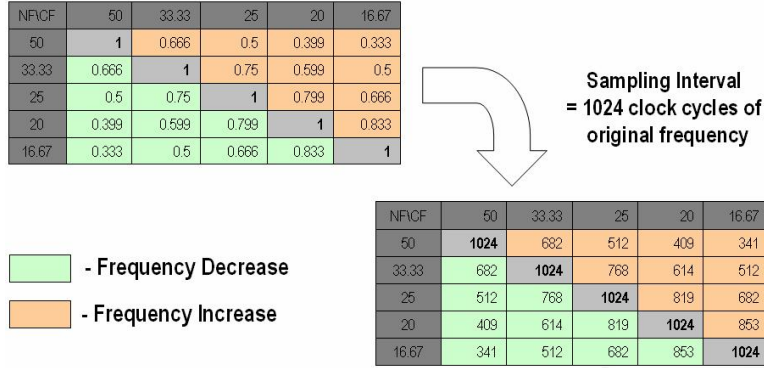 NF\CF 50 33.33 25 20 16.67
50 1 0.666 0.5 0.399 0.333
33.33 0.666 1 0.75 0.599 0.5
25 0.5 0.75 1 0.799 0.666
20 0.399 0.599 0.799 1 0.833
16.67 0.333 0.5 0.666 0.833 1
Sampling Interval
= 1024 clock cycles of
original frequency
NF\CF 50 33.33 25 20 16.67
50 1024 682 512 409 341
33.33 682 1024 768 614 512
25 512 768 1024 819 682
20 409 614 819 1024 853
16.67 341 512 682 853 1024
- Frequency Decrease
- Frequency Increase